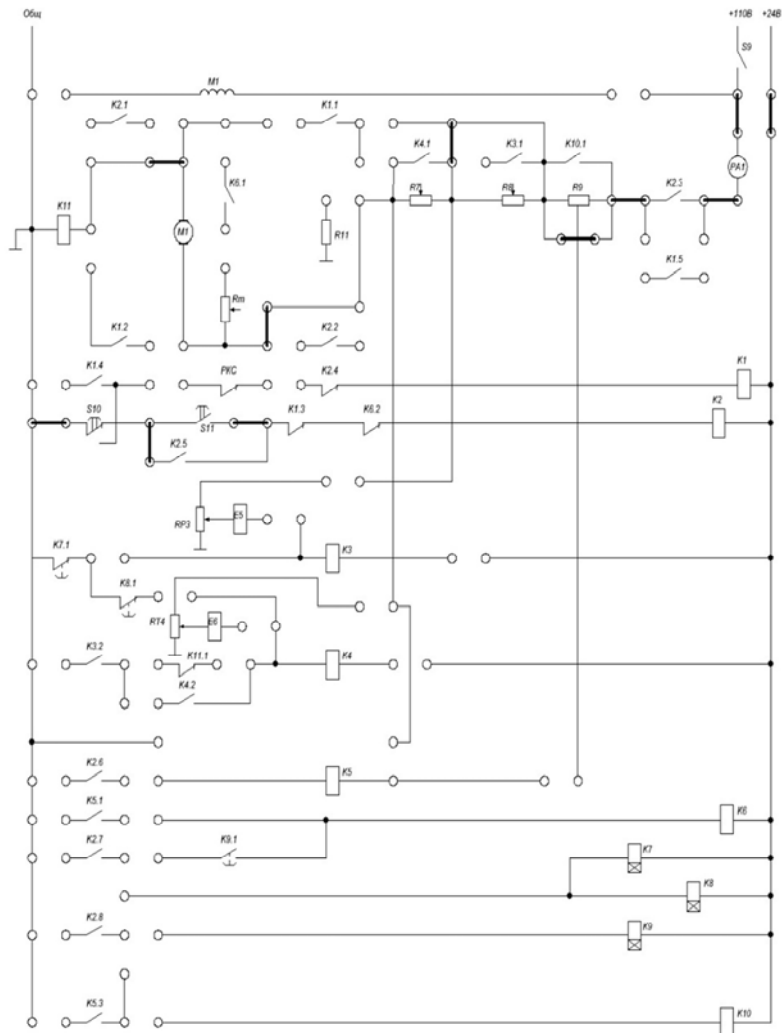 Общ +110В +24В
S9
M1
K2.1 K1.1
K4.1 K3.1 K10.1
K6.1 PA1
K11 R7 R8 R9 K2.3
M1 R11
K1.5
Rm
K1.2 K2.2
K1.4 РКС K2.4 K1
S10 S11 K1.3 K6.2 K2
K2.5
RP3 E5
K7.1 K3
K8.1
RT4 E6
K3.2 K11.1 K4
K4.2
K2.6 K5
K5.1 K6
K2.7 K9.1 K7
K8
K2.8 K9
K5.3 K10